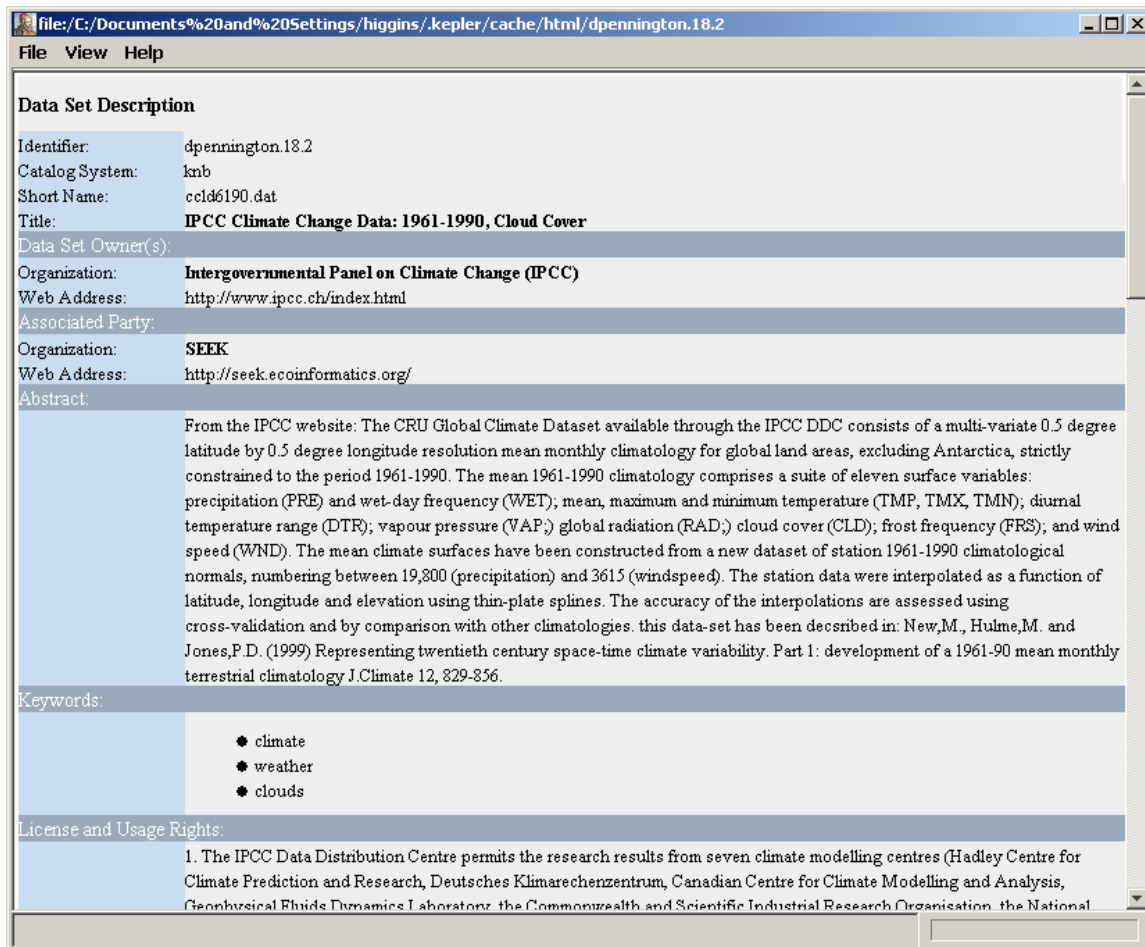 file:/C:/Documents%20and%20Settings/higgins/.kepler/cache/html/dpennington.18.2
File View Help
Data Set Description
Identifier: dpennington.18.2
Catalog System: knb
Short Name: ccld6190.dat
Title: IPCC Climate Change Data: 1961-1990, Cloud Cover
Data Set Owner(s):
Organization: Intergovernmental Panel on Climate Change (IPCC)
Web Address: http://www.ipcc.ch/index.html
Associated Party:
Organization: SEEK
Web Address: http://seek.ecoinformatics.org/
Abstract:
From the IPCC website: The CRU Global Climate Dataset available through the IPCC DDC consists of a multi-variate 0.5 degree
latitude by 0.5 degree longitude resolution mean monthly climatology for global land areas, excluding Antarctica, strictly
constrained to the period 1961-1990. The mean 1961-1990 climatology comprises a suite of eleven surface variables:
precipitation (PRE) and wet-day frequency (WET); mean, maximum and minimum temperature (TMP, TMX, TMN); diurnal
temperature range (DTR); vapour pressure (VAP;) global radiation (RAD;) cloud cover (CLD); frost frequency (FRS); and wind
speed (WND). The mean climate surfaces have been constructed from a new dataset of station 1961-1990 climatological
normals, numbering between 19,800 (precipitation) and 3615 (windspeed). The station data were interpolated as a function of
latitude, longitude and elevation using thin-plate splines. The accuracy of the interpolations are assessed using
cross-validation and by comparison with other climatologies. this data-set has been decsribed in: New,M., Hulme,M. and
Jones,P.D. (1999) Representing twentieth century space-time climate variability. Part 1: development of a 1961-90 mean monthly
terrestrial climatology J.Climate 12, 829-856.
Keywords:
climate
weather
clouds
License and Usage Rights:
1. The IPCC Data Distribution Centre permits the research results from seven climate modelling centres (Hadley Centre for
Climate Prediction and Research, Deutsches Klimarechenzentrum, Canadian Centre for Climate Modelling and Analysis,
Geophysical Fluids Dynamics Laboratory, the Commonwealth and Scientific Industrial Research Organisation, the National